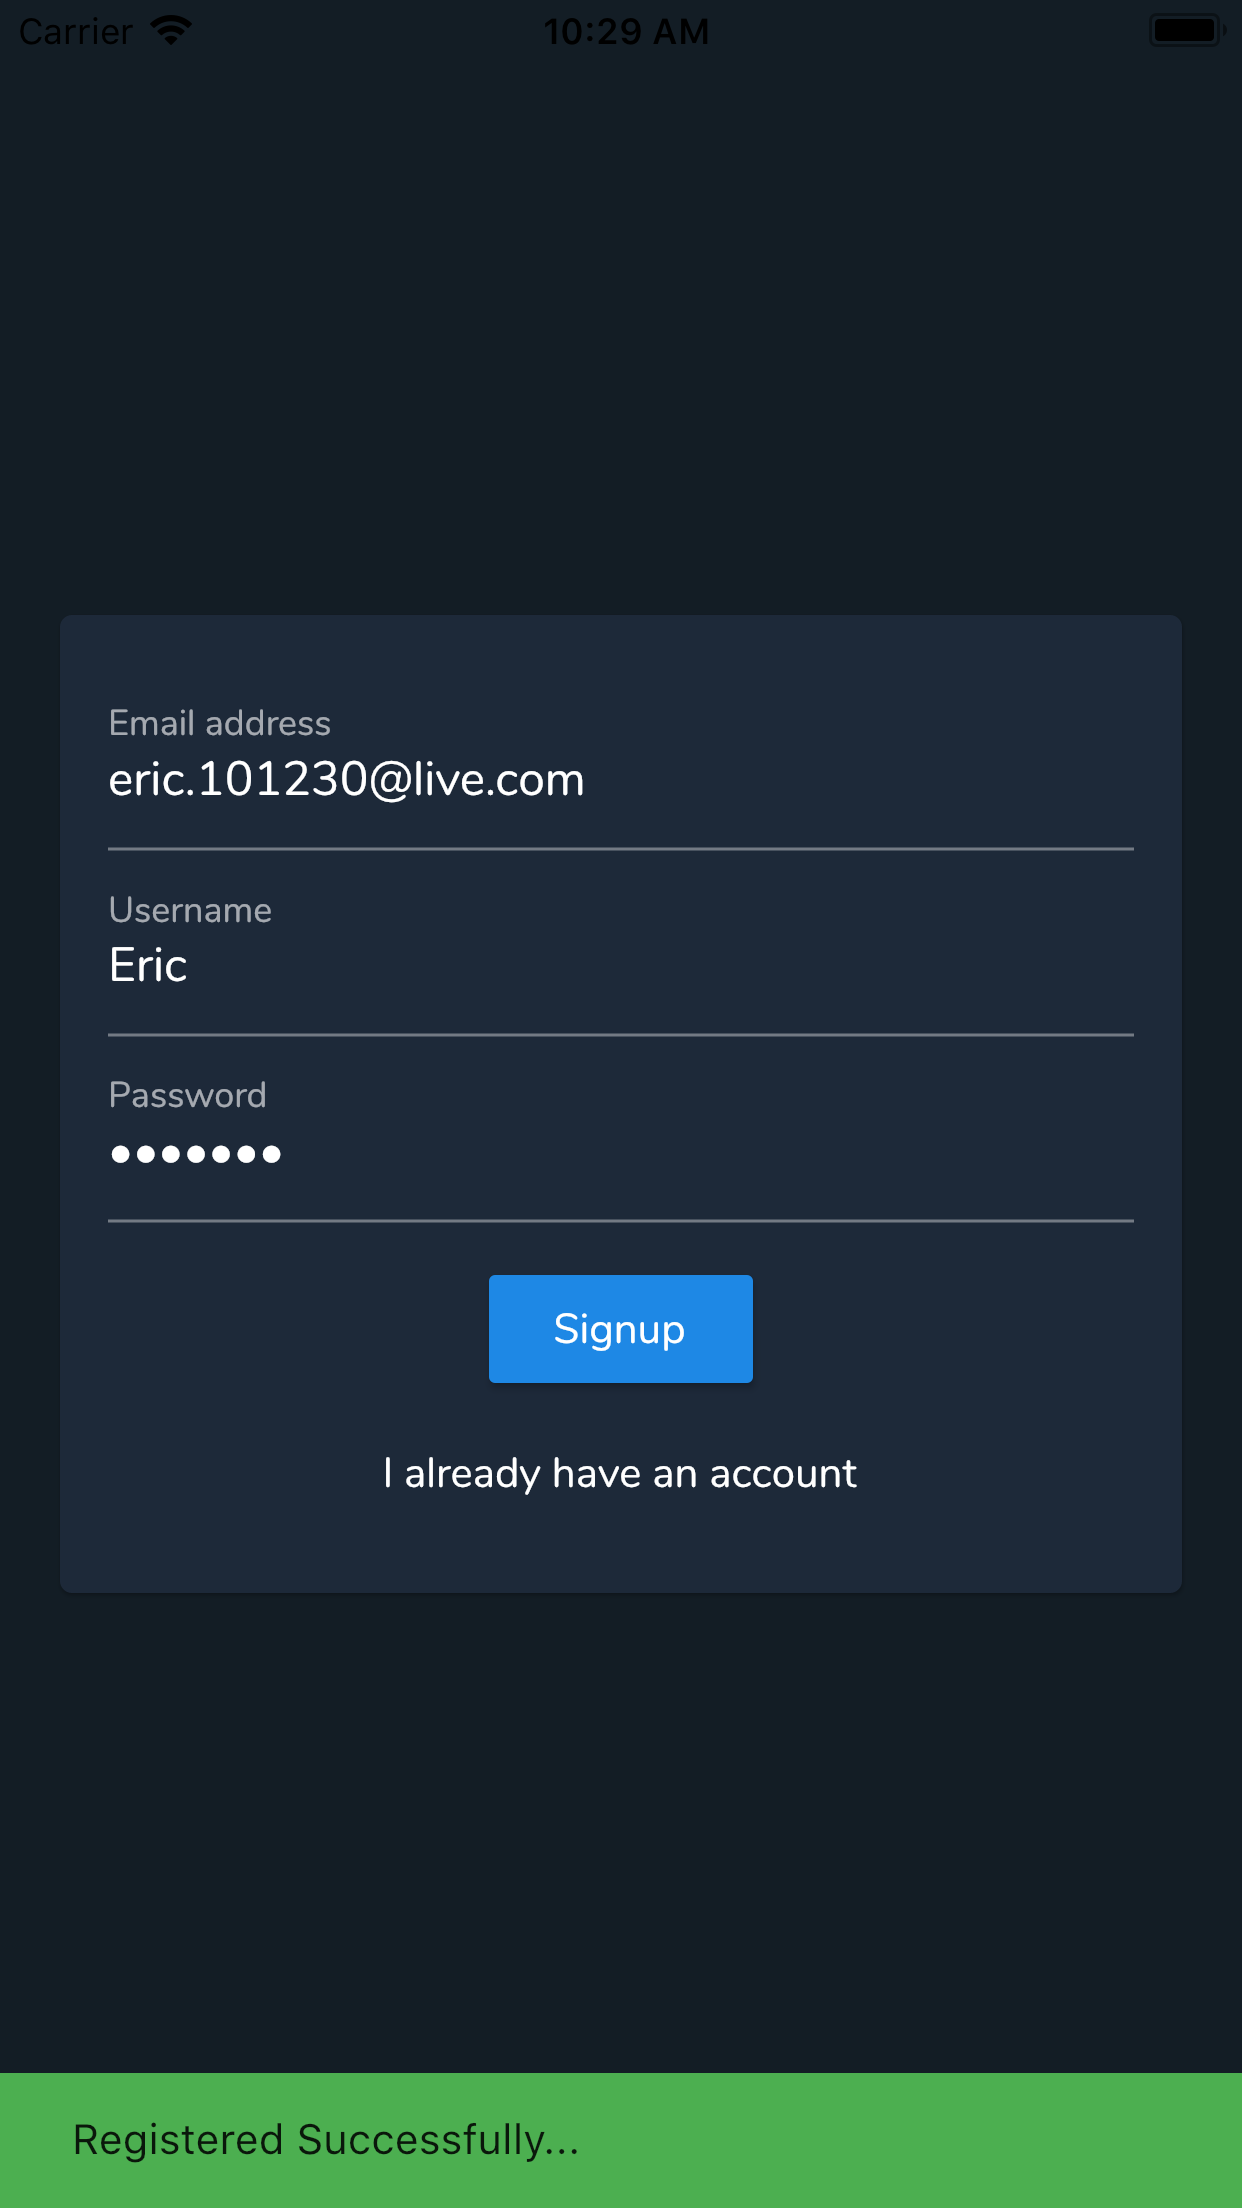 Carrier 10:29 AM
Email address
eric.101230@live.com
Username
Eric
Password
•••••••
Signup
I already have an account
Registered Successfully...